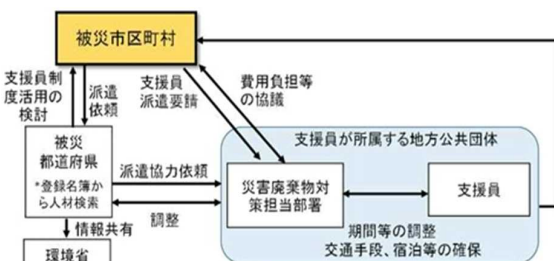 被災市区町村
支援員制
度活用の
検討
派遣
依頼
支援員
派遣要請
費用負担等
の協議
被災
都道府県
*登録名簿か
ら人材検索
派遣協力依頼
調整
支援員が所属する地方公共団体
災害廃棄物対
策担当部署
支援員
期間等の調整
交通手段、宿泊等の確保
情報共有
環境省